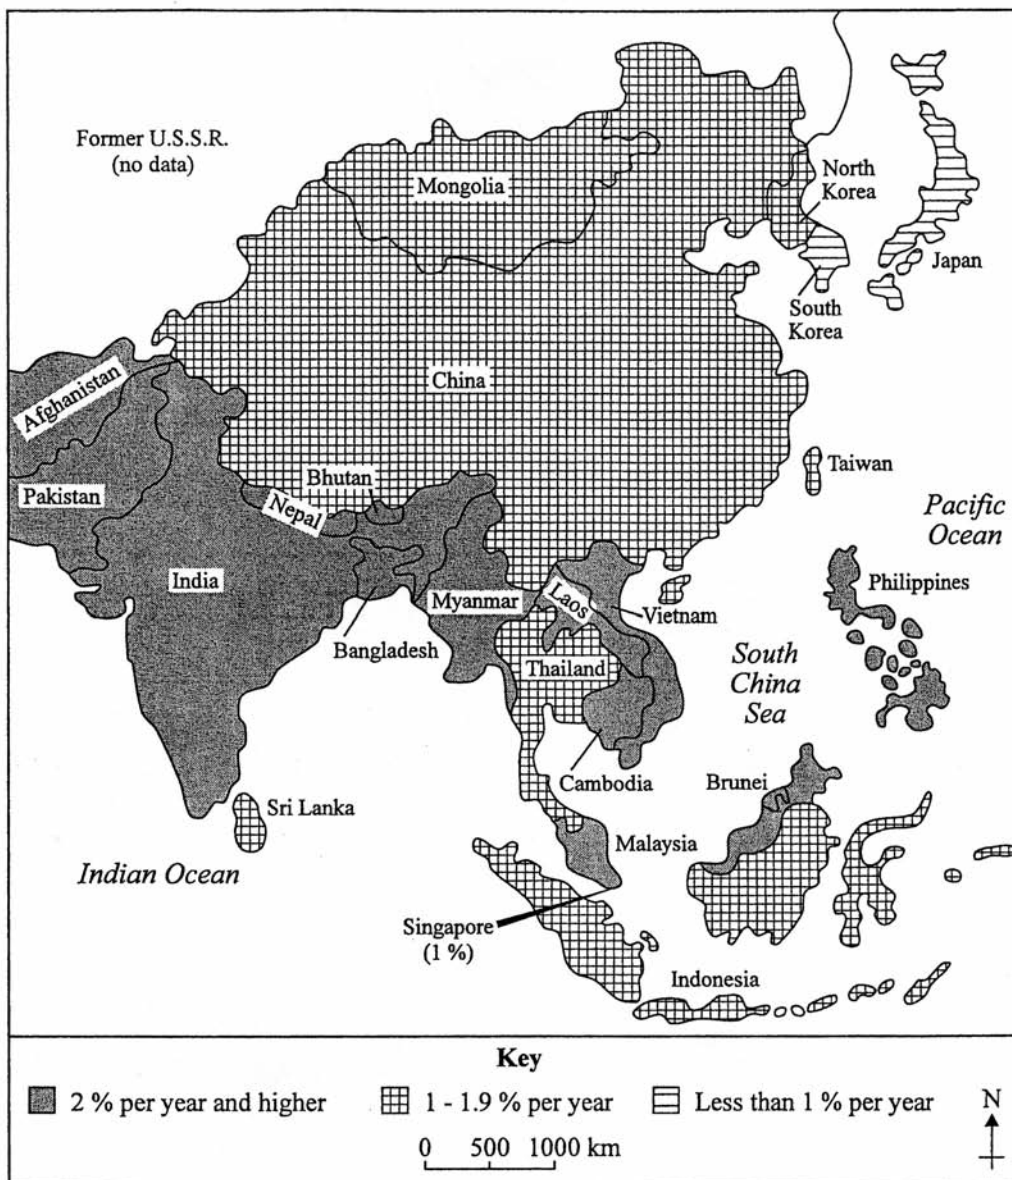 Former U.S.S.R.
(no data)
Mongolia
North
Korea
Japan
South
Korea
China
Afghanistan
Pakistan
Bhutan
Nepal
Taiwan
Pacific
Ocean
India
Myanmar
Laos
Vietnam
Philippines
Bangladesh
Thailand
South
China
Sea
Cambodia
Brunei
Sri Lanka
Malaysia
Indian Ocean
Singapore
(1 %)
Indonesia
Key
2 % per year and higher
1 - 1.9 % per year
Less than 1 % per year
N
0 500 1000 km